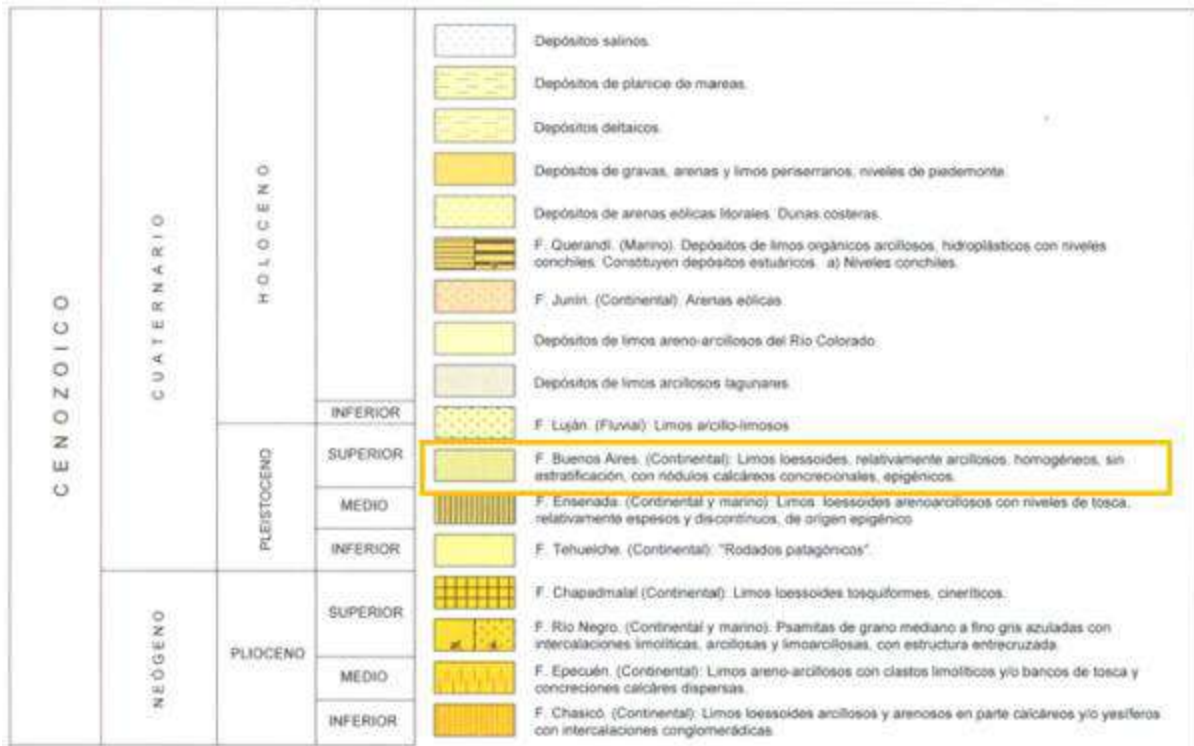 CENOZOICO
CUATERNARIO
HOLOCENO
INFERIOR
PLEISTOCENO
SUPERIOR
MEDIO
INFERIOR
NEÓGENO
PLIOCENO
SUPERIOR
MEDIO
INFERIOR
Depósitos salinos.
Depósitos de planicie de mareas.
Depósitos deltaicos.
Depósitos de gravas, arenas y limos periserranos, niveles de piedemonte.
Depósitos de arenas eólicas litorales. Dunas costeras.
F. Querandí. (Marino). Depósitos de limos orgánicos arcillosos, hidroplásticos con niveles
conchiles. Constituyen depósitos estuáricos. a) Niveles conchiles.
F. Junín. (Continental): Arenas eólicas.
Depósitos de limos areno-arcillosos del Río Colorado.
Depósitos de limos arcillosos lagunares.
F. Luján. (Fluvial): Limos arcillo-limosos
F. Buenos Aires. (Continental): Limos loessoides, relativamente arcillosos, homogéneos, sin
estratificación, con nódulos calcáreos concrecionales, epigénicos.
F. Ensenada. (Continental y marino): Limos loessoides arenoarcillosos con niveles de tosca,
relativamente espesos y discontínuos, de origen epigénico
F. Tehuelche. (Continental): "Rodados patagónicos".
F. Chapadmalal (Continental): Limos loessoides tosquiformes, cineríticos.
F. Río Negro. (Continental y marino): Psamitas de grano mediano a fino gris azuladas con
intercalaciones limolíticas, arcillosas y limoarcillosas, con estructura entrecruzada.
F. Epecuén. (Continental): Limos areno-arcillosos con clastos limolíticos y/o bancos de tosca y
concreciones calcáres dispersas.
F. Chasicó. (Continental): Limos loessoides arcillosos y arenosos en parte calcáreos y/o yesíferos
con intercalaciones conglomerádicas.